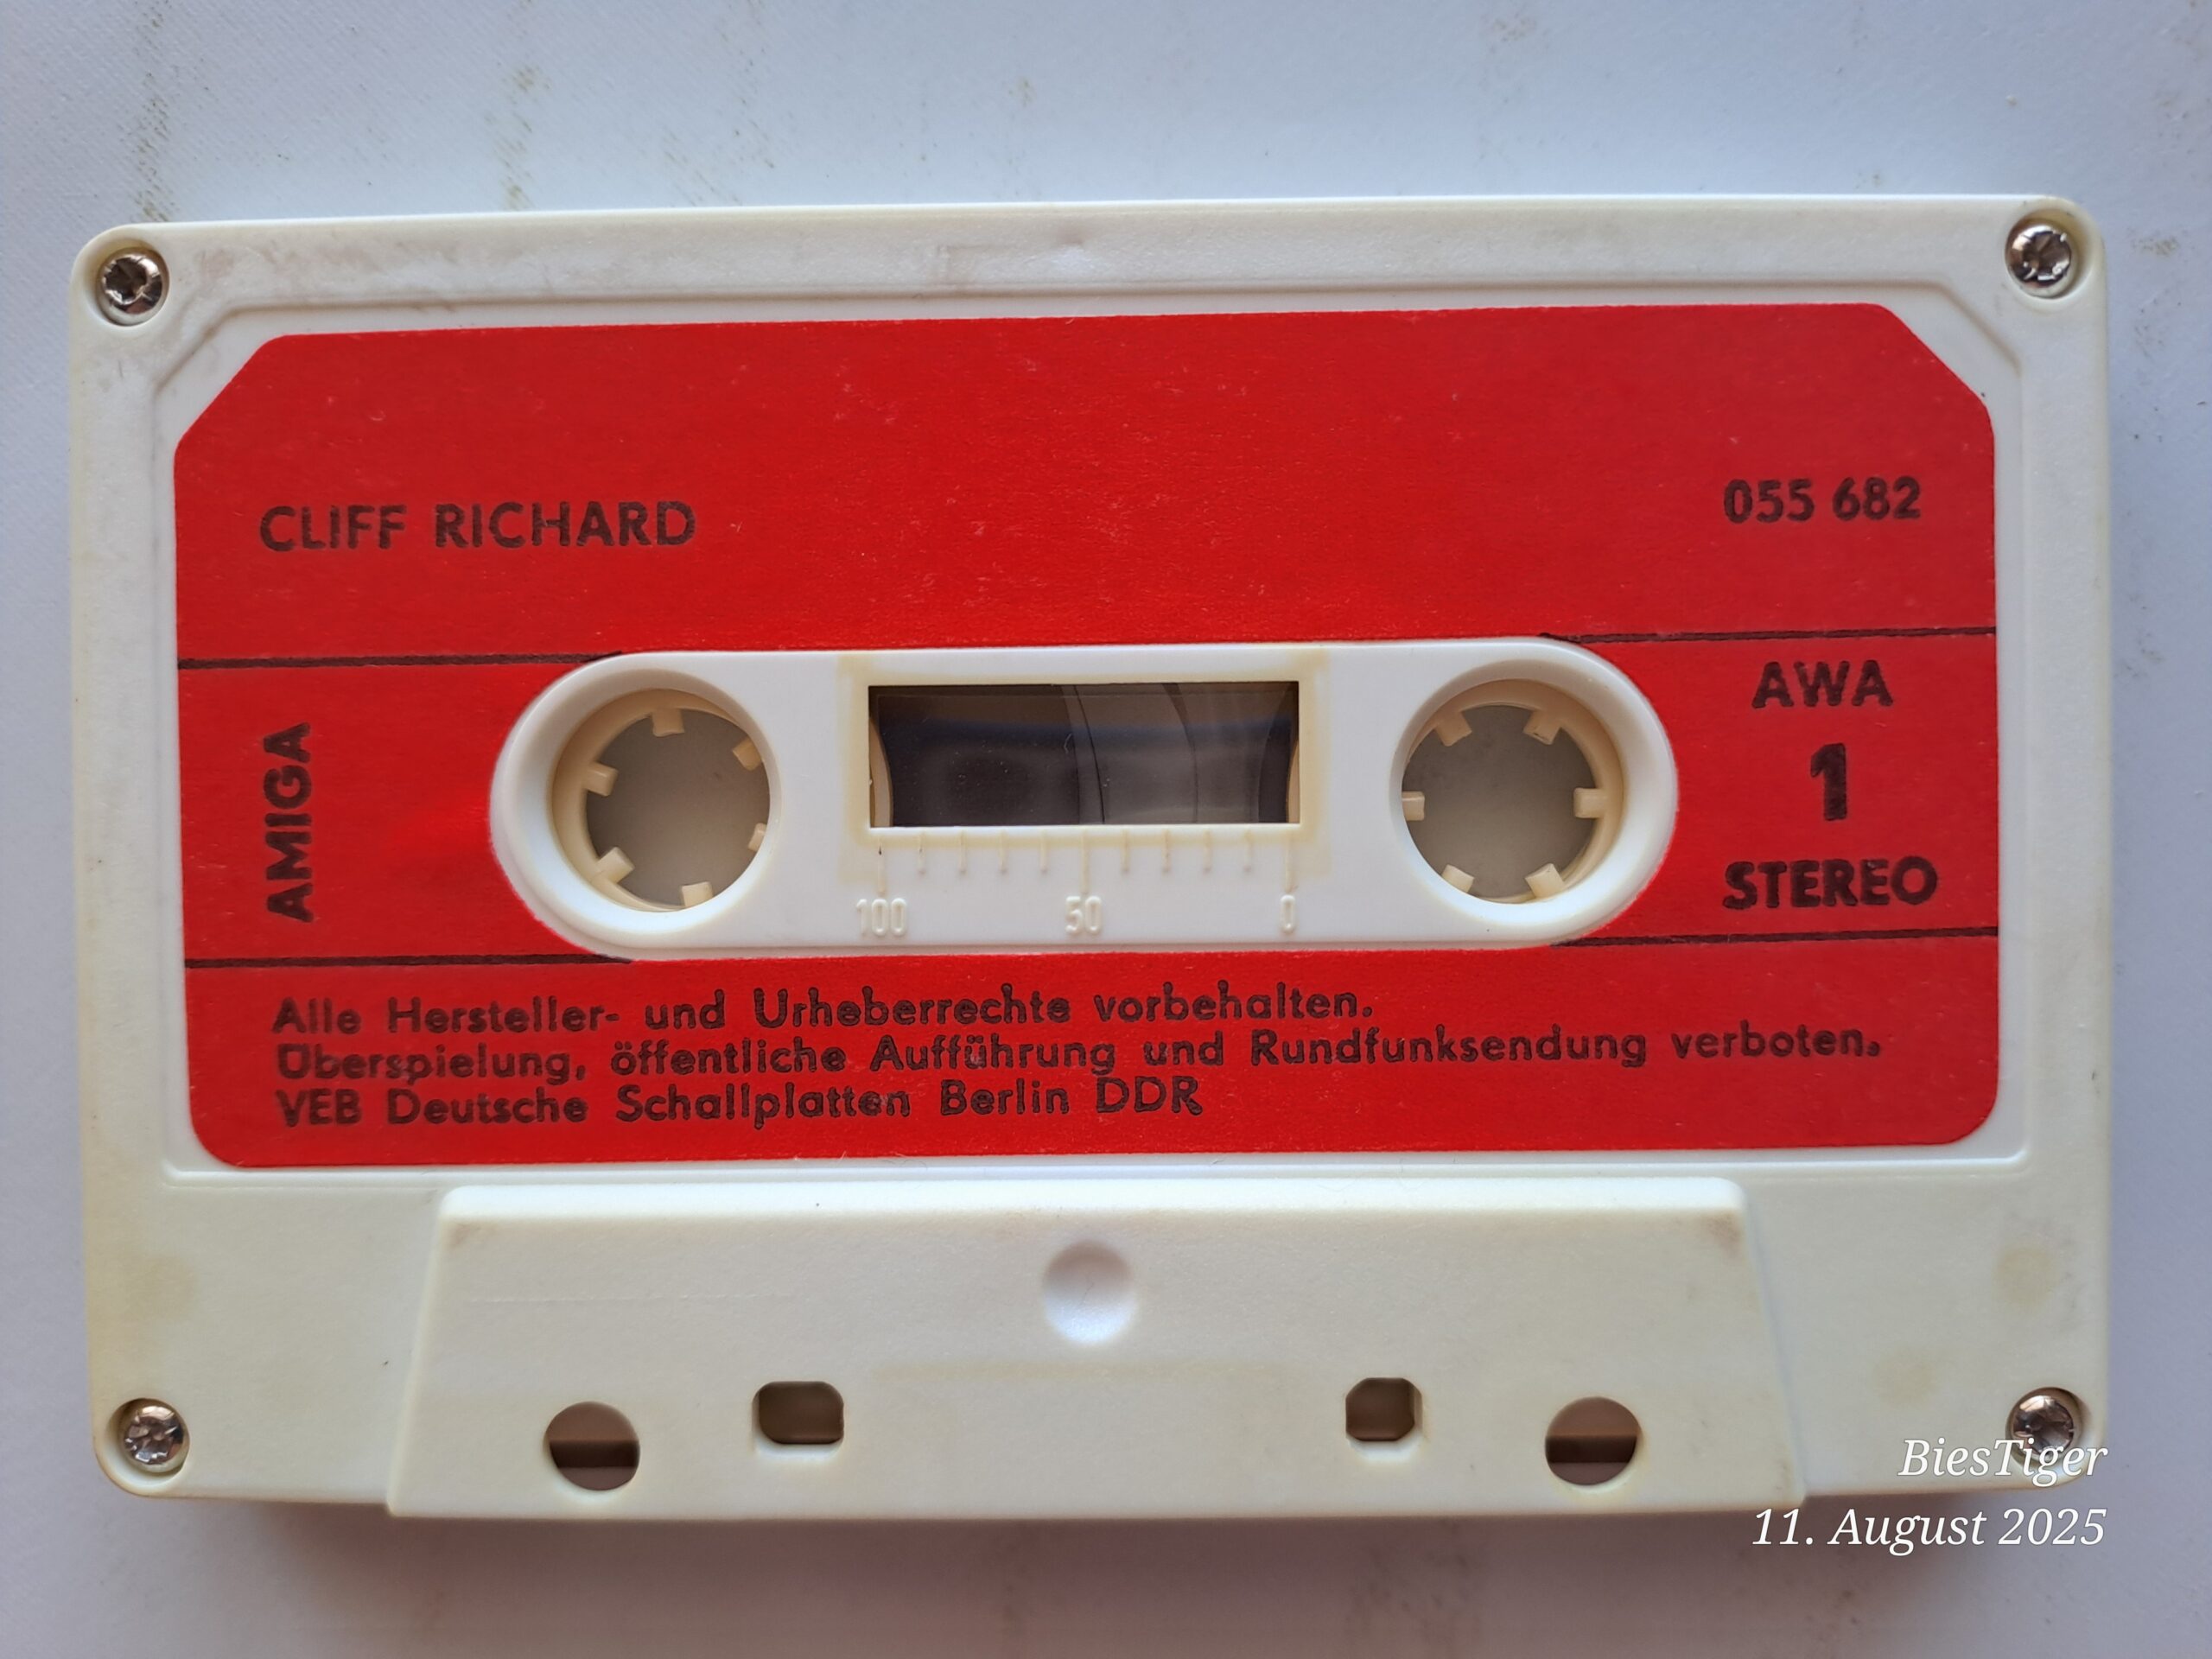 CLIFF RICHARD
055 682
AMIGA
AWA
1
STEREO
100 50 0
Alle Hersteller- und Urheberrechte vorbehalten.
Überspielung, öffentliche Aufführung und Rundfunksendung verboten.
VEB Deutsche Schallplatten Berlin DDR
BiesTiger
11. August 2025